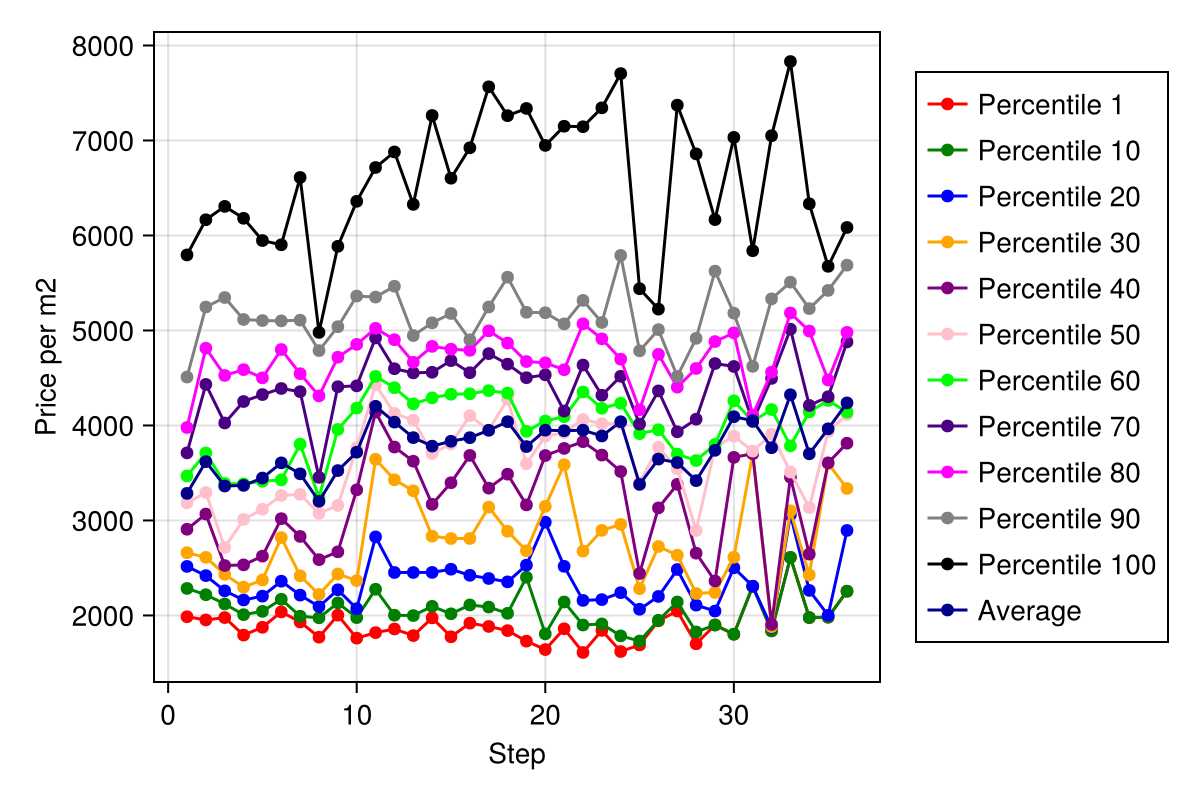 8000
7000
6000
5000
4000
3000
2000
Price per m2
0 10 20 30
Step
Percentile 1
Percentile 10
Percentile 20
Percentile 30
Percentile 40
Percentile 50
Percentile 60
Percentile 70
Percentile 80
Percentile 90
Percentile 100
Average